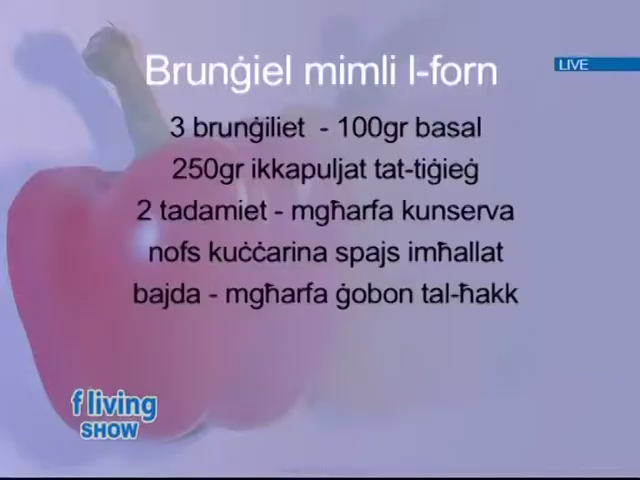 Brunġiel mimli l-forn
LIVE
3 brunġiliet - 100gr basal
250gr ikkapuljat tat-tiġieġ
2 tadamiet - mgħarfa kunserva
nofs kuċċarina spajs imħallat
bajda - mgħarfa ġobon tal-ħakk
f living
SHOW